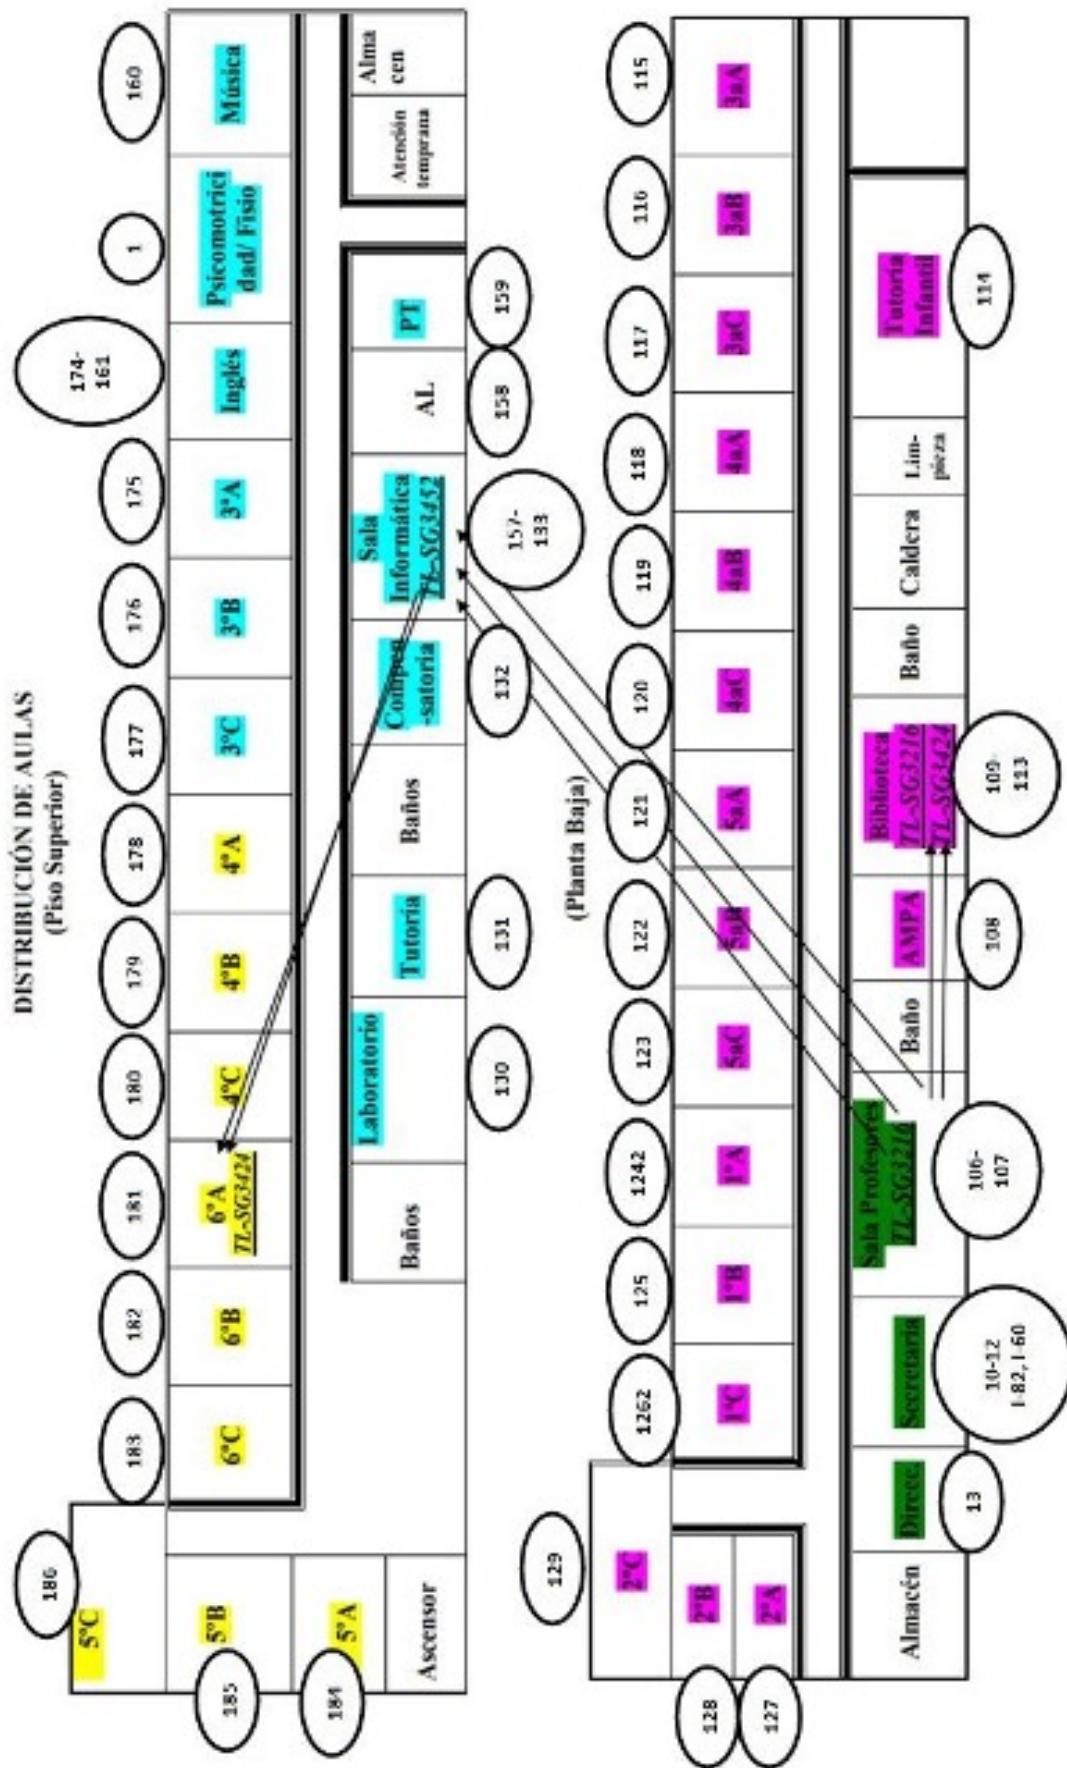 DISTRIBUCIÓN DE AULAS
(Piso Superior)
186
183
182
181
180
179
178
177
176
175
174-
161
1
160
5ºC
5ºB
185
5ºA
184
Ascensor
6ºC
6ºB
6ºA
TL-SG3424
4ºC
4ºB
4ºA
3ºC
3ºB
3ºA
Inglés
Psicomotrici
dad/ Fisio
Música
Baños
Laboratorio
Tutoría
Baños
Compen
-satoria
Sala
Informática
TL-SG3452
AL
PT
Atención
temprana
Alma
cen
130
131
132
157-
133
158
159
(Planta Baja)
129
1262
125
1242
123
122
121
120
119
118
117
116
115
2ºC
2ºB
128
2ºA
127
1ºC
1ºB
1ºA
5aC
5aB
5aA
4aC
4aB
4aA
3aC
3aB
3aA
Almacén
Direcc.
Secretaria
Sala Profesores
TL-SG3216
Baño
AMPA
Biblioteca
TL-SG3216
TL-SG3424
Baño
Caldera
Lim-
pieza
Tutoría
Infantil
13
10-12
I-82, I-60
106-
107
108
109-
113
114